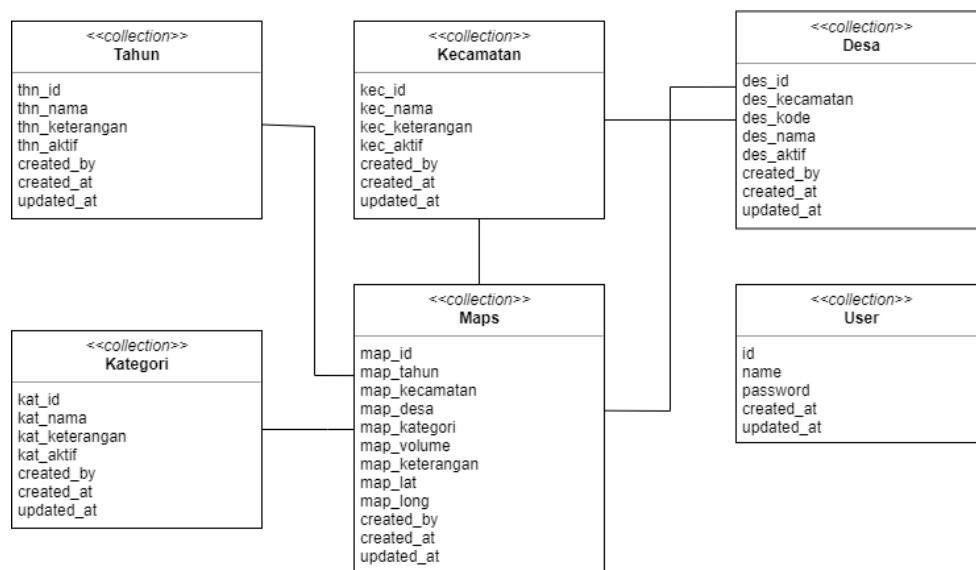 <<collection>>
Tahun
thn_id
thn_nama
thn_keterangan
thn_aktif
created_by
created_at
updated_at
<<collection>>
Kecamatan
kec_id
kec_nama
kec_keterangan
kec_aktif
created_by
created_at
updated_at
<<collection>>
Desa
des_id
des_kecamatan
des_kode
des_nama
des_aktif
created_by
created_at
updated_at
<<collection>>
Kategori
kat_id
kat_nama
kat_keterangan
kat_aktif
created_by
created_at
updated_at
<<collection>>
Maps
map_id
map_tahun
map_kecamatan
map_desa
map_kategori
map_volume
map_keterangan
map_lat
map_long
created_by
created_at
updated_at
<<collection>>
User
id
name
password
created_at
updated_at